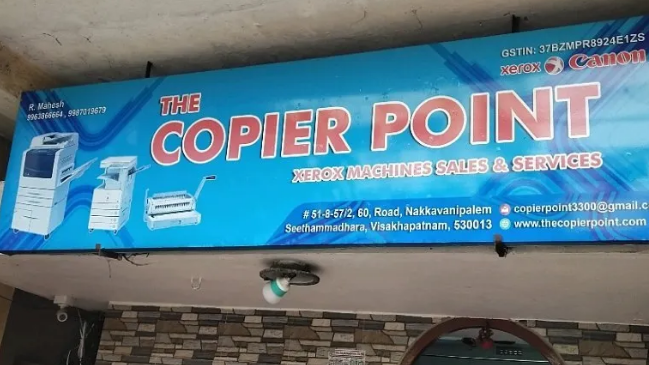 GSTIN: 37BZMPR8924E1ZS
xerox Canon
R. Mahesh
9963866664, 9987019679
THE
COPIER POINT
XEROX MACHINES SALES & SERVICES
# 51-8-57/2, 60, Road, Nakkavanipalem
Seethammadhara, Visakhapatnam, 530013
copierpoint3300@gmail.c
www.thecopierpoint.com